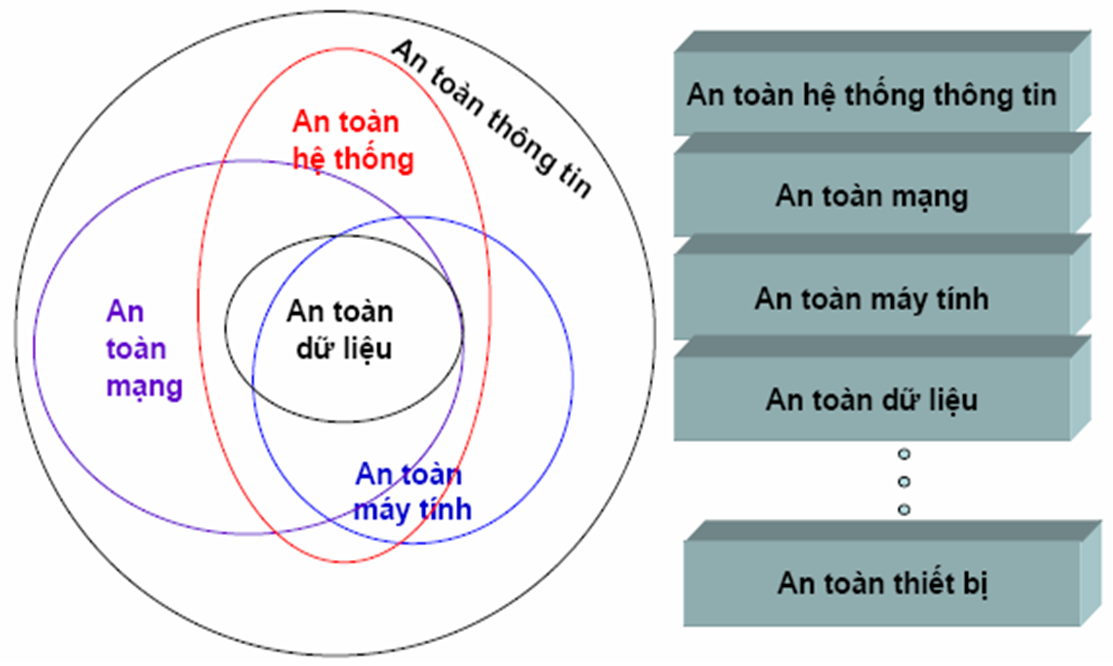 An toàn thông tin
An toàn
hệ thống
An
toàn
mạng
An toàn
dữ liệu
An toàn
máy tính
An toàn hệ thống thông tin
An toàn mạng
An toàn máy tính
An toàn dữ liệu
An toàn thiết bị